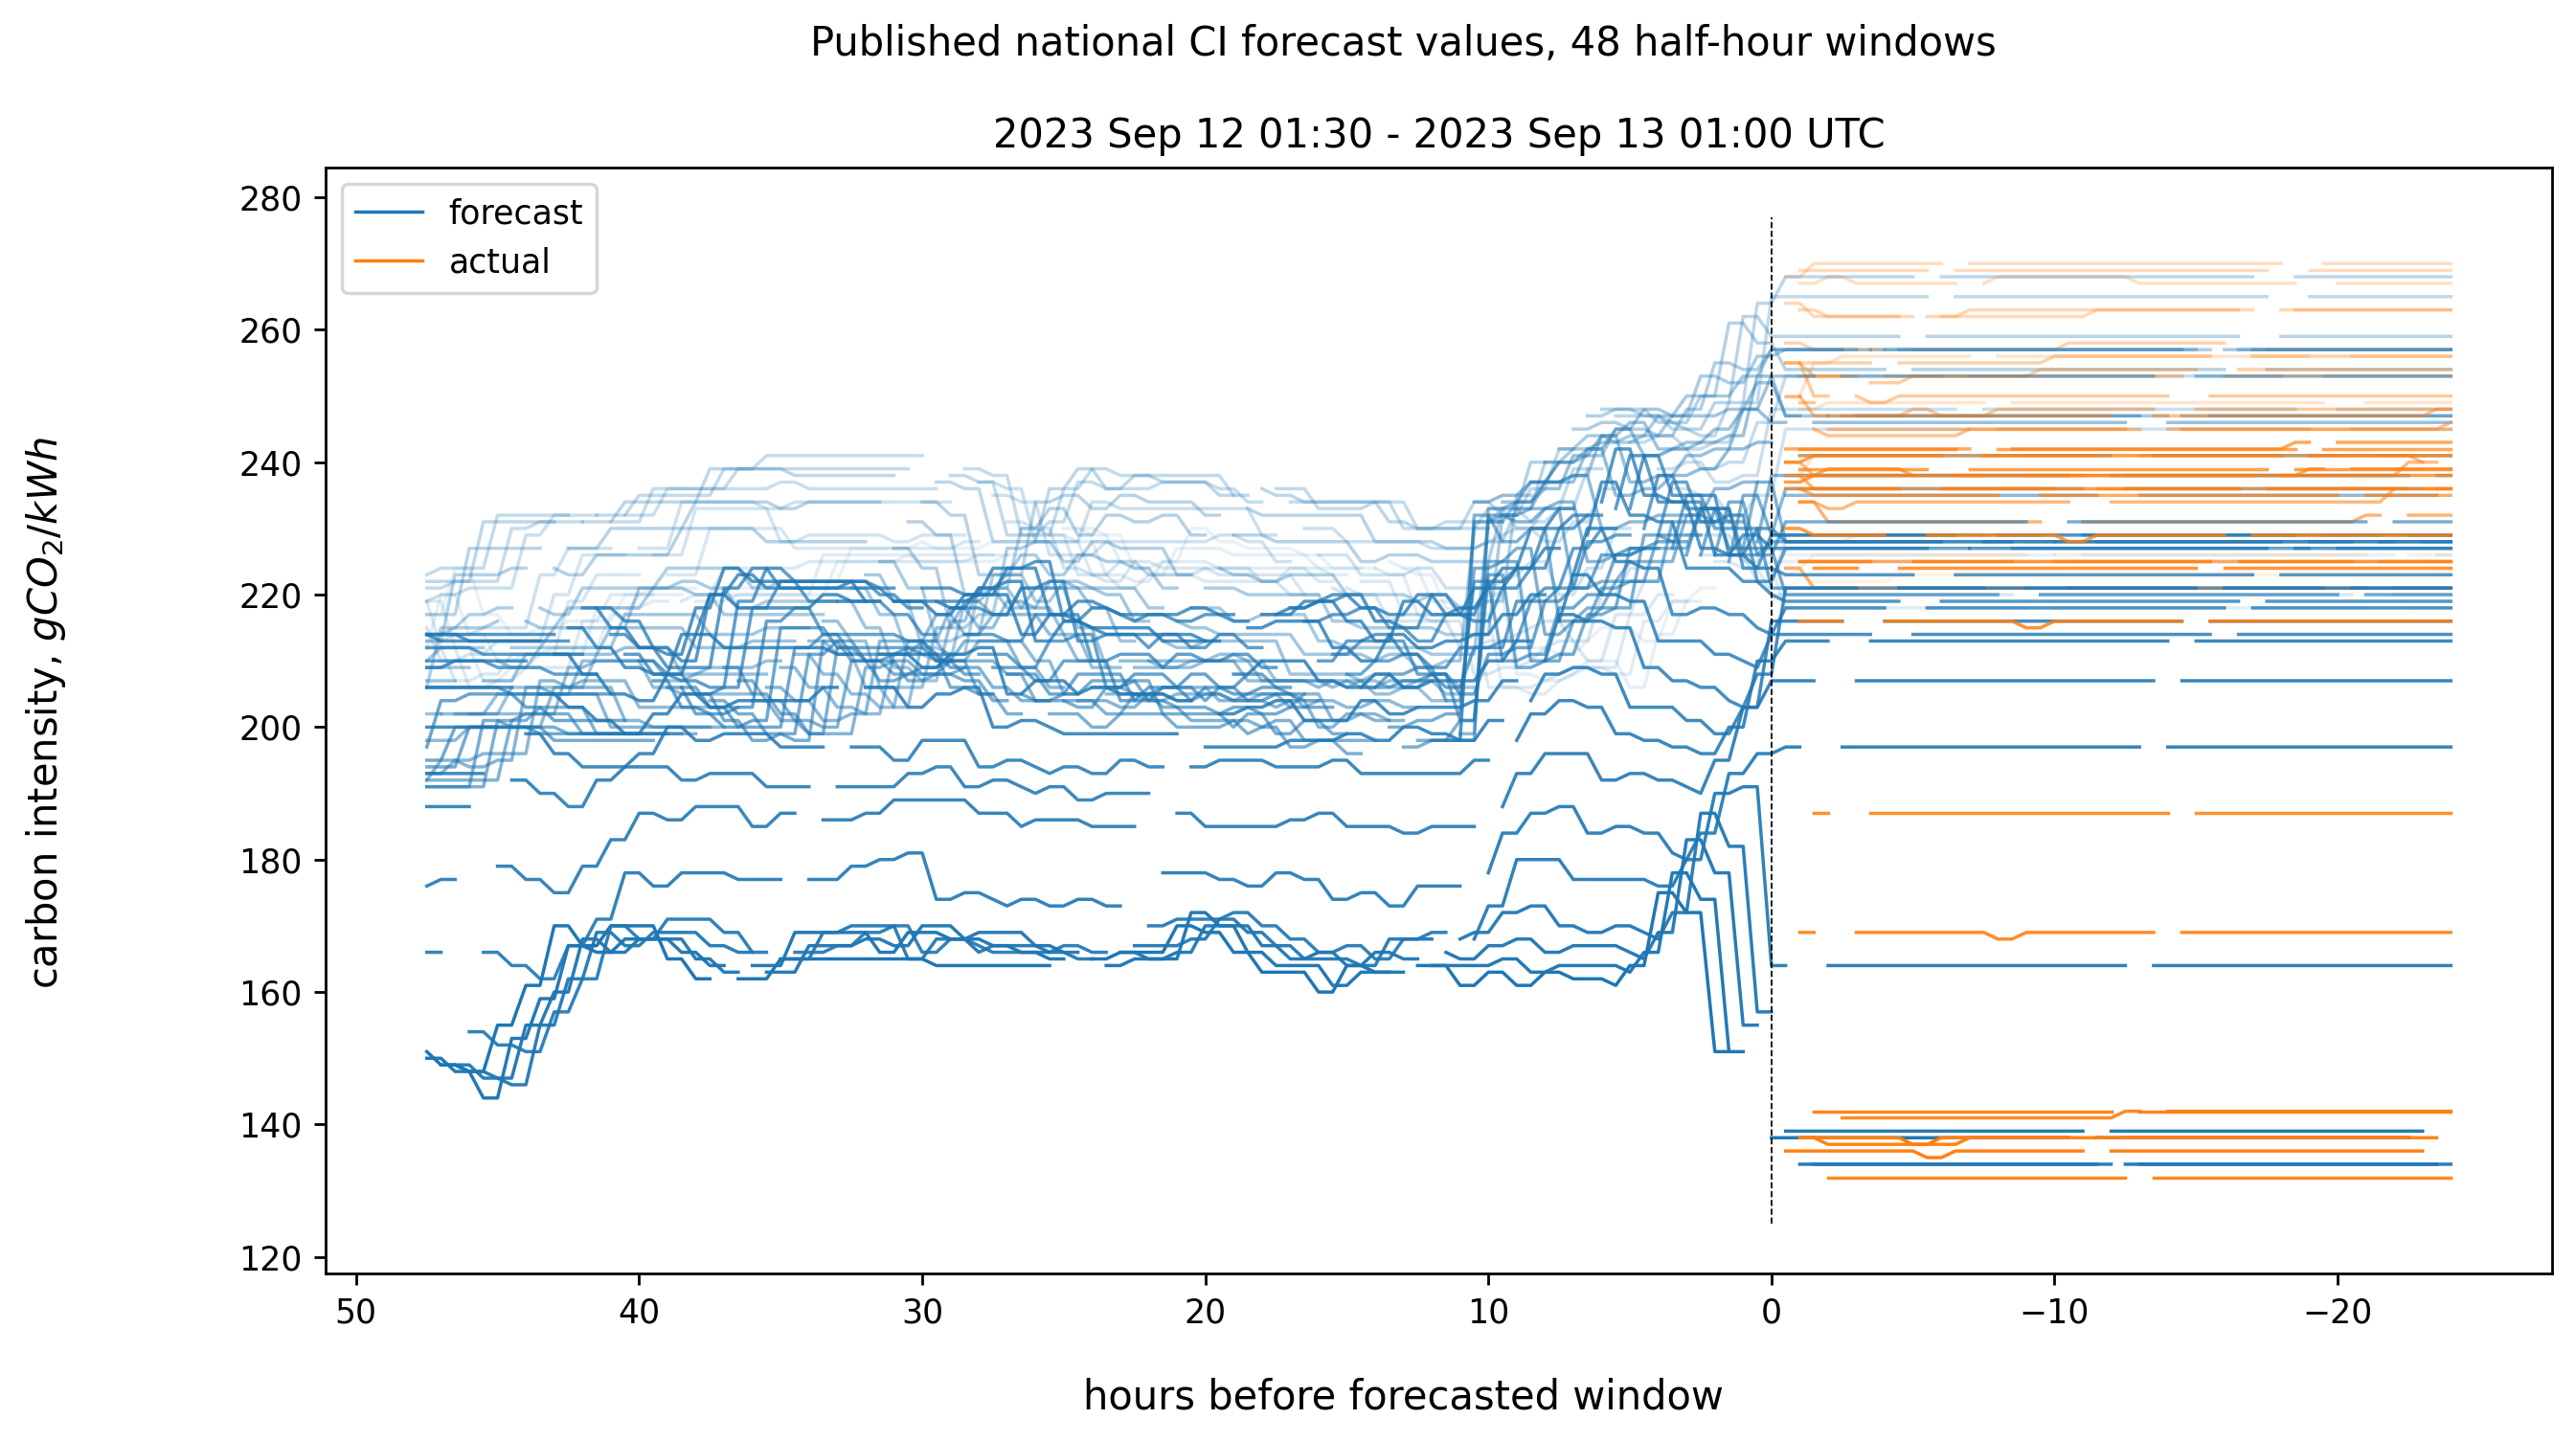 Published national CI forecast values, 48 half-hour windows
2023 Sep 12 01:30 - 2023 Sep 13 01:00 UTC
forecast
actual
carbon intensity, gCO₂/kWh
280
260
240
220
200
180
160
140
120
50 40 30 20 10 0 −10 −20
hours before forecasted window